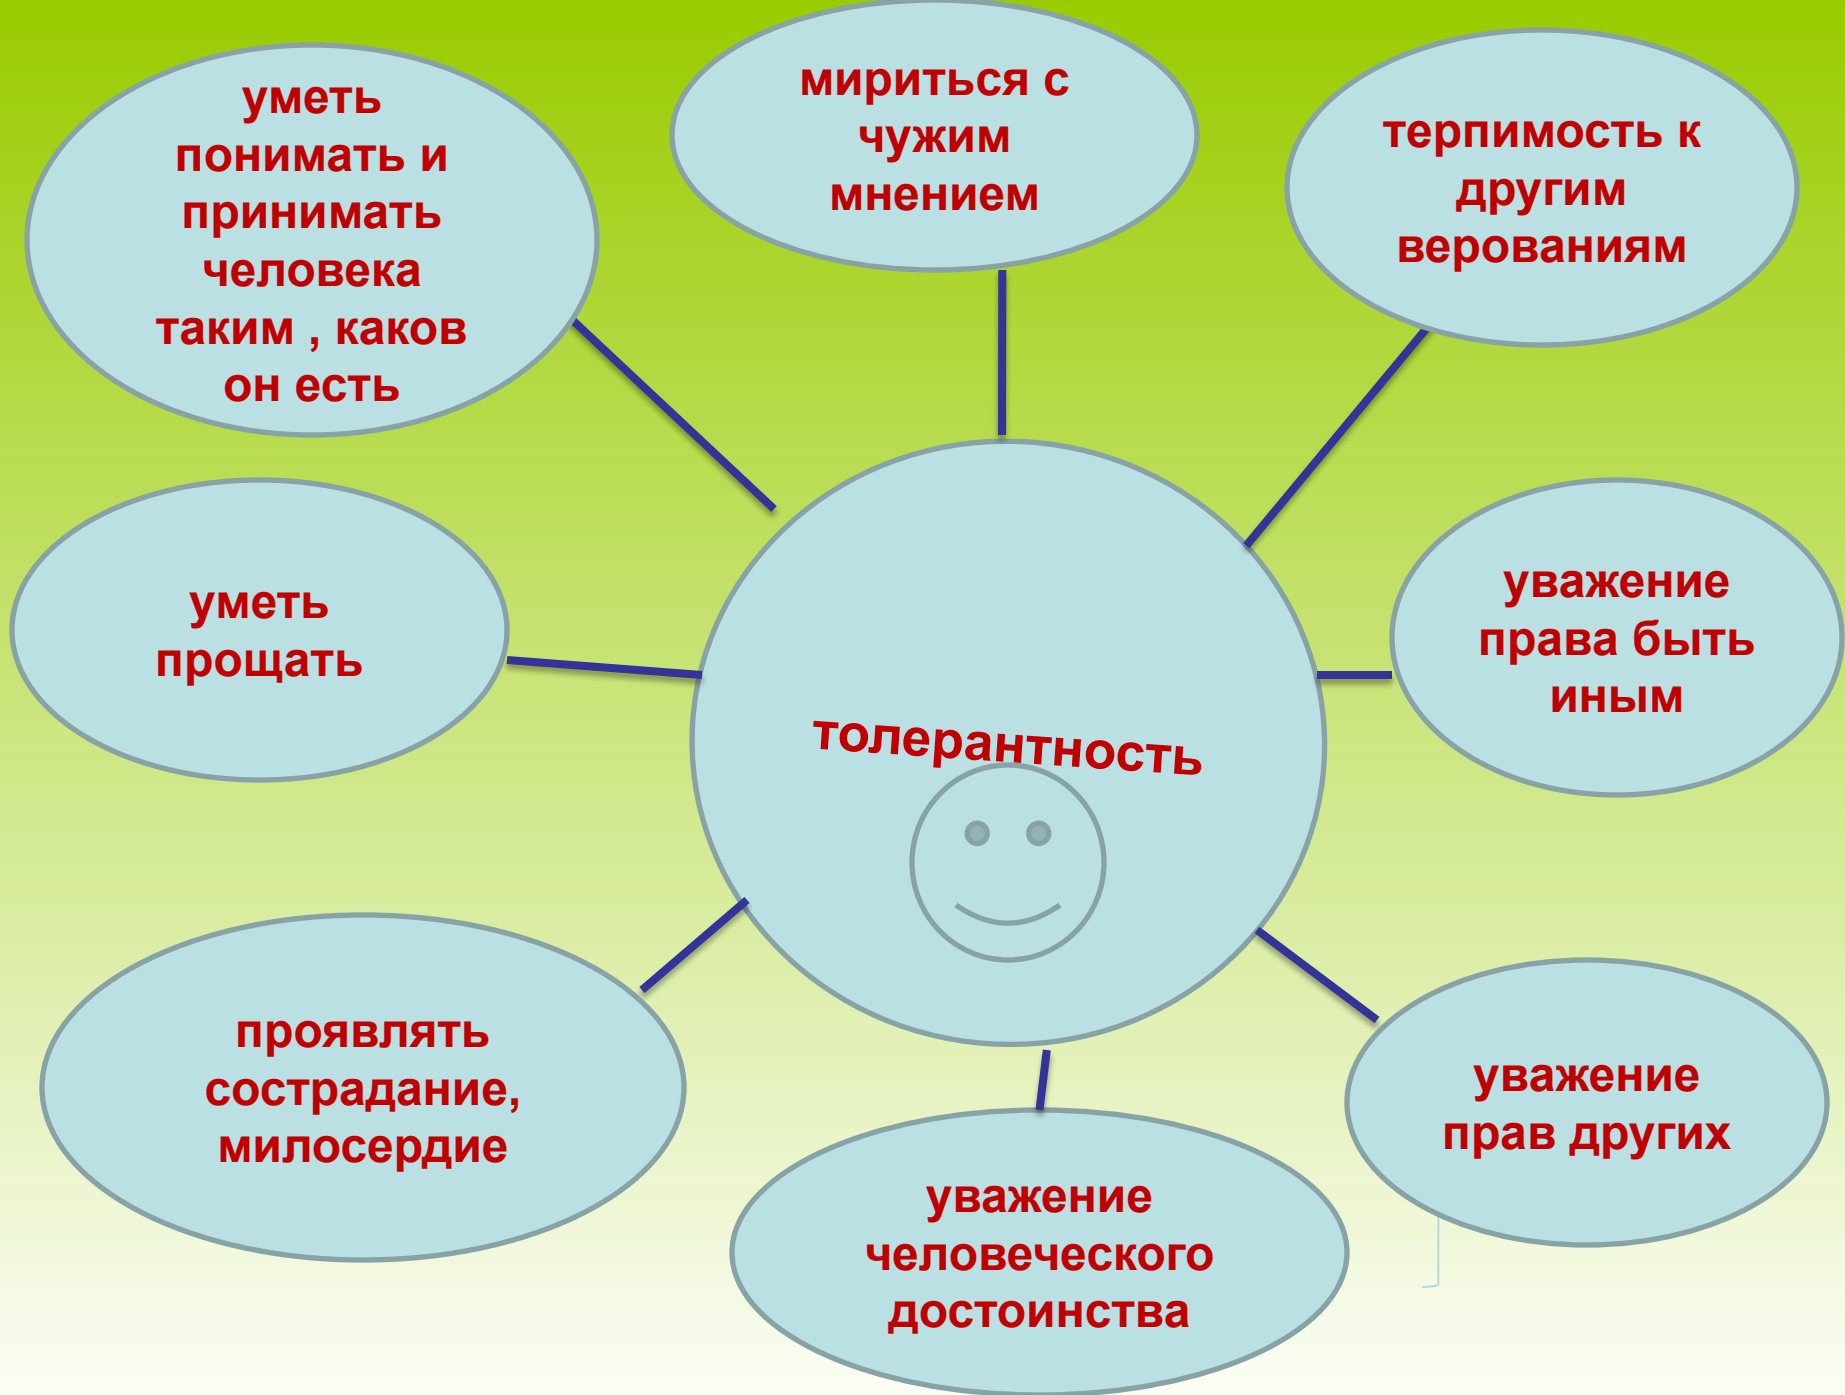 уметь
понимать и
принимать
человека
таким , каков
он есть
мириться с
чужим
мнением
терпимость к
другим
верованиям
уметь
прощать
толерантность
уважение
права быть
иным
проявлять
сострадание,
милосердие
уважение
человеческого
достоинства
уважение
прав других